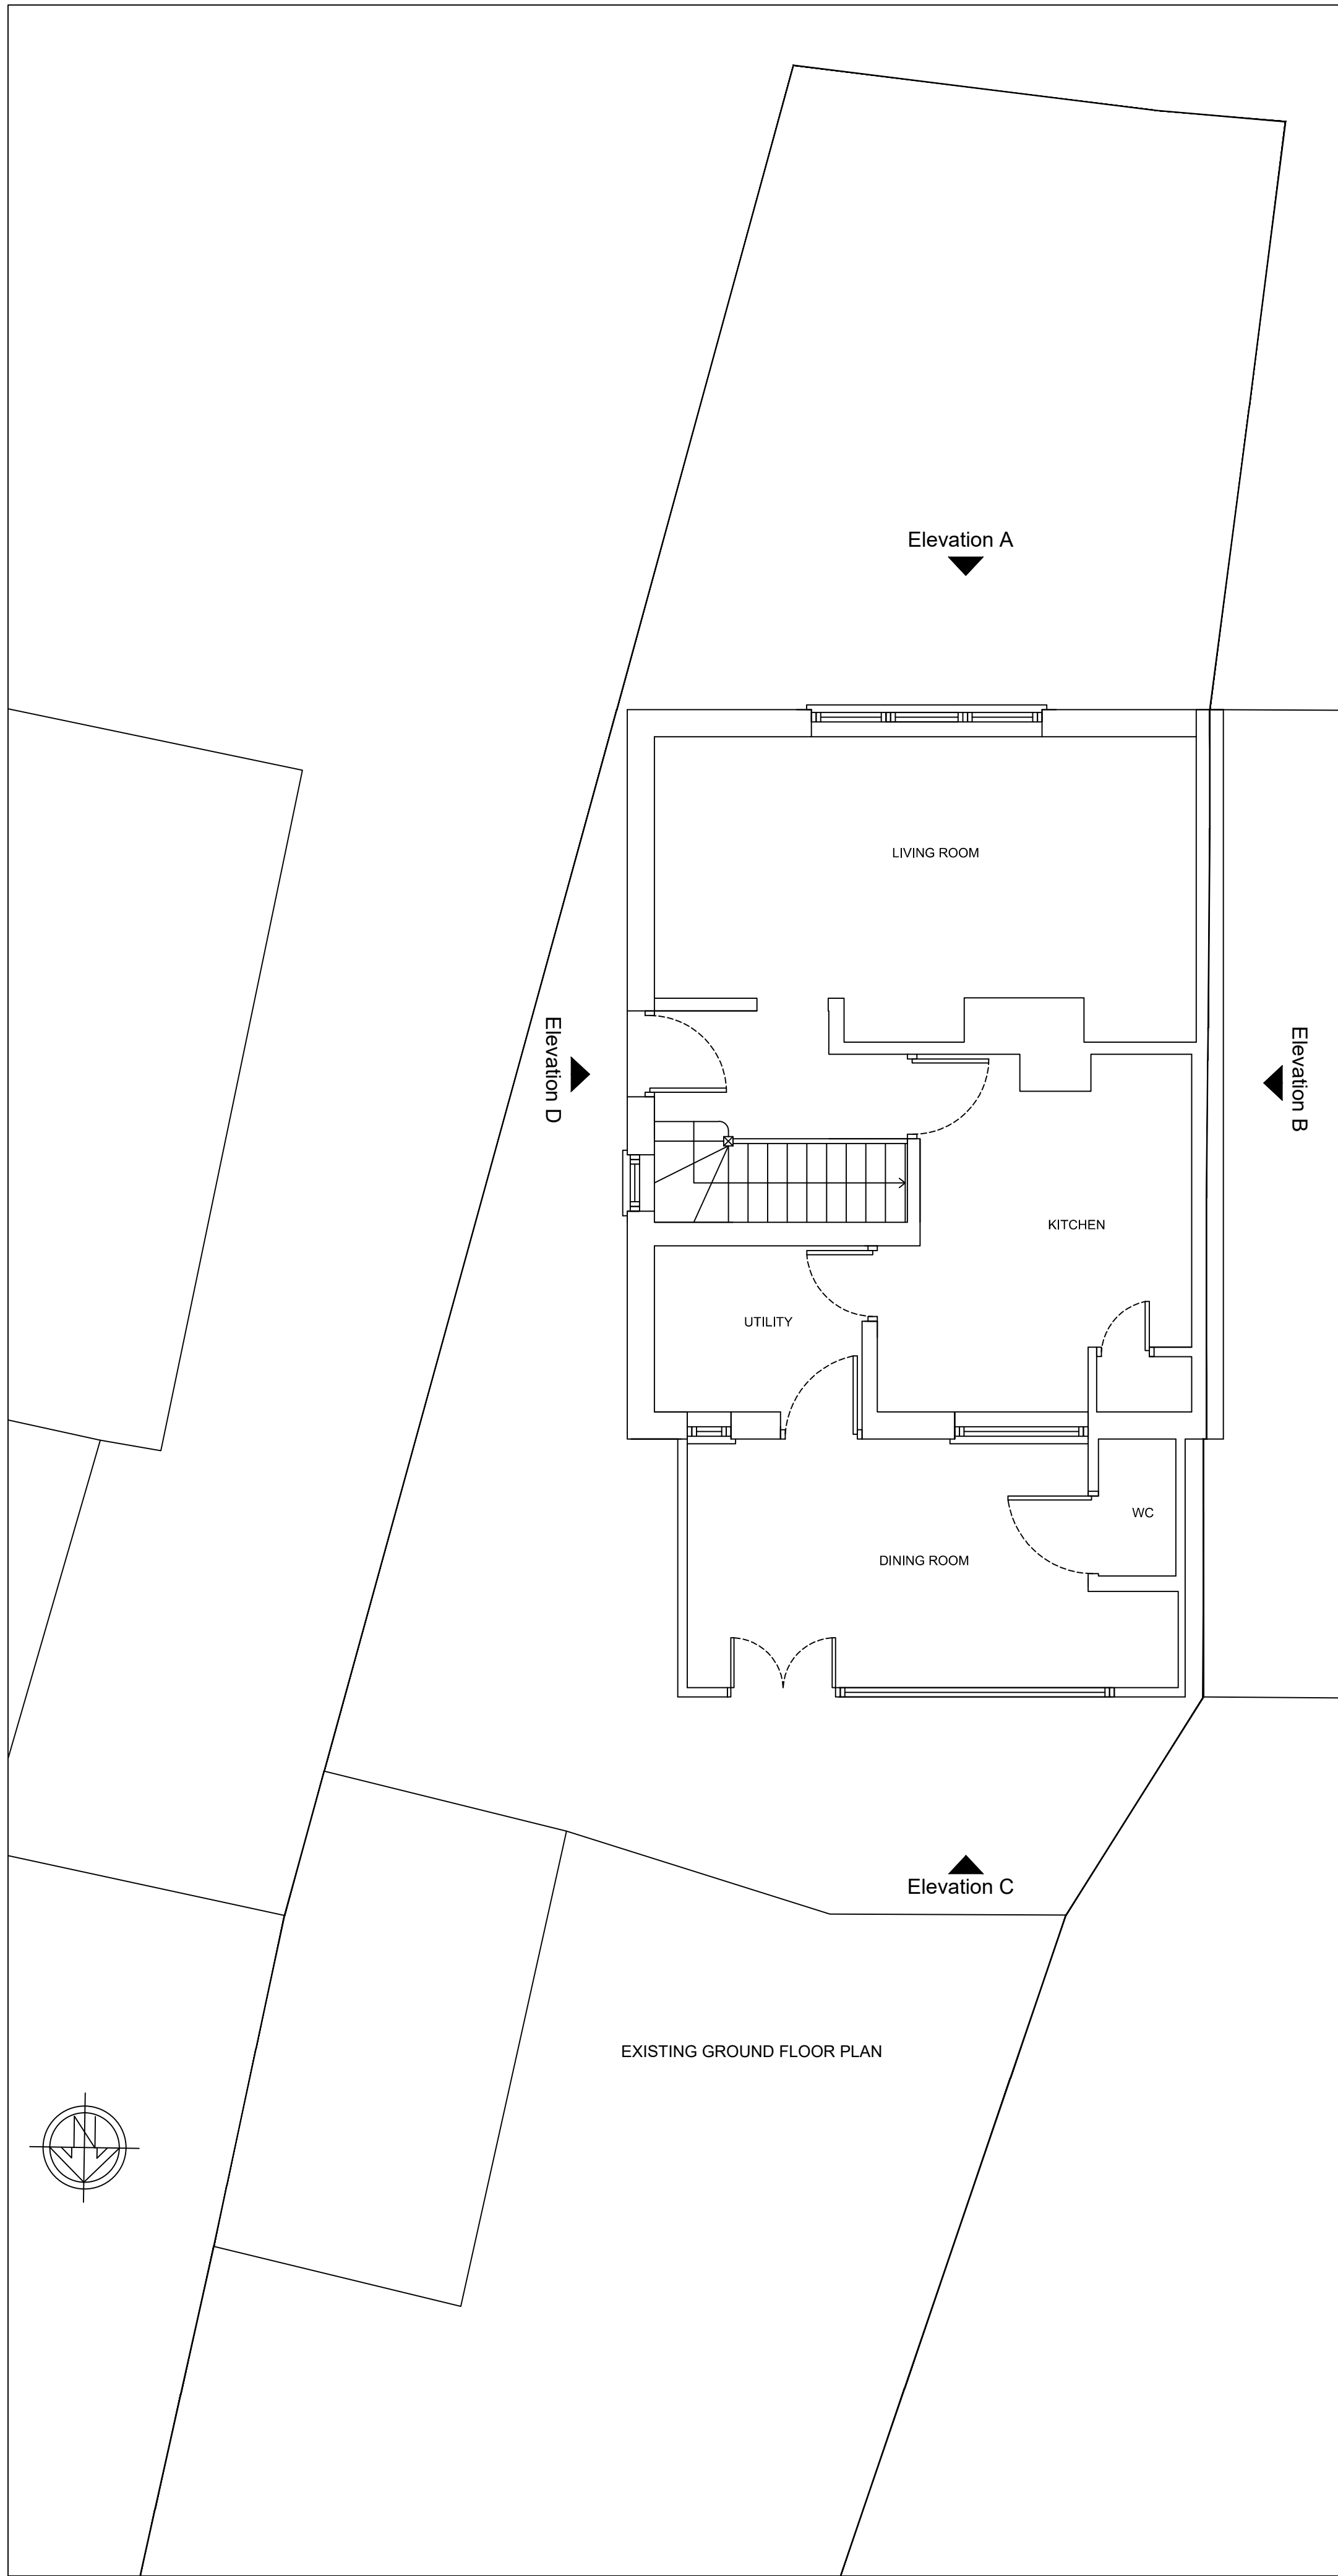 Elevation A
LIVING ROOM
Elevation D
Elevation B
KITCHEN
UTILITY
WC
DINING ROOM
Elevation C
EXISTING GROUND FLOOR PLAN
N